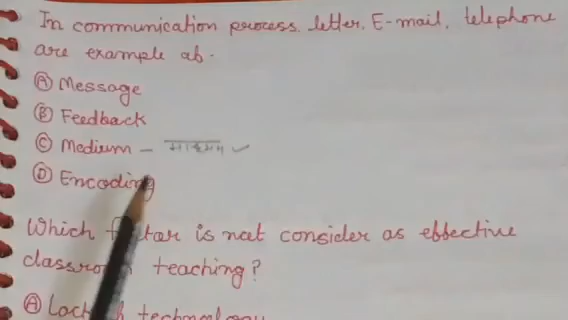 In communication process. letter, E-mail, telephone
are example of.
Ⓐ Message
Ⓑ Feedback
Ⓒ Medium - माध्यम ✓
Ⓓ Encoding
Which factor is not consider as effective
classroom teaching?
Ⓐ Lack of technology